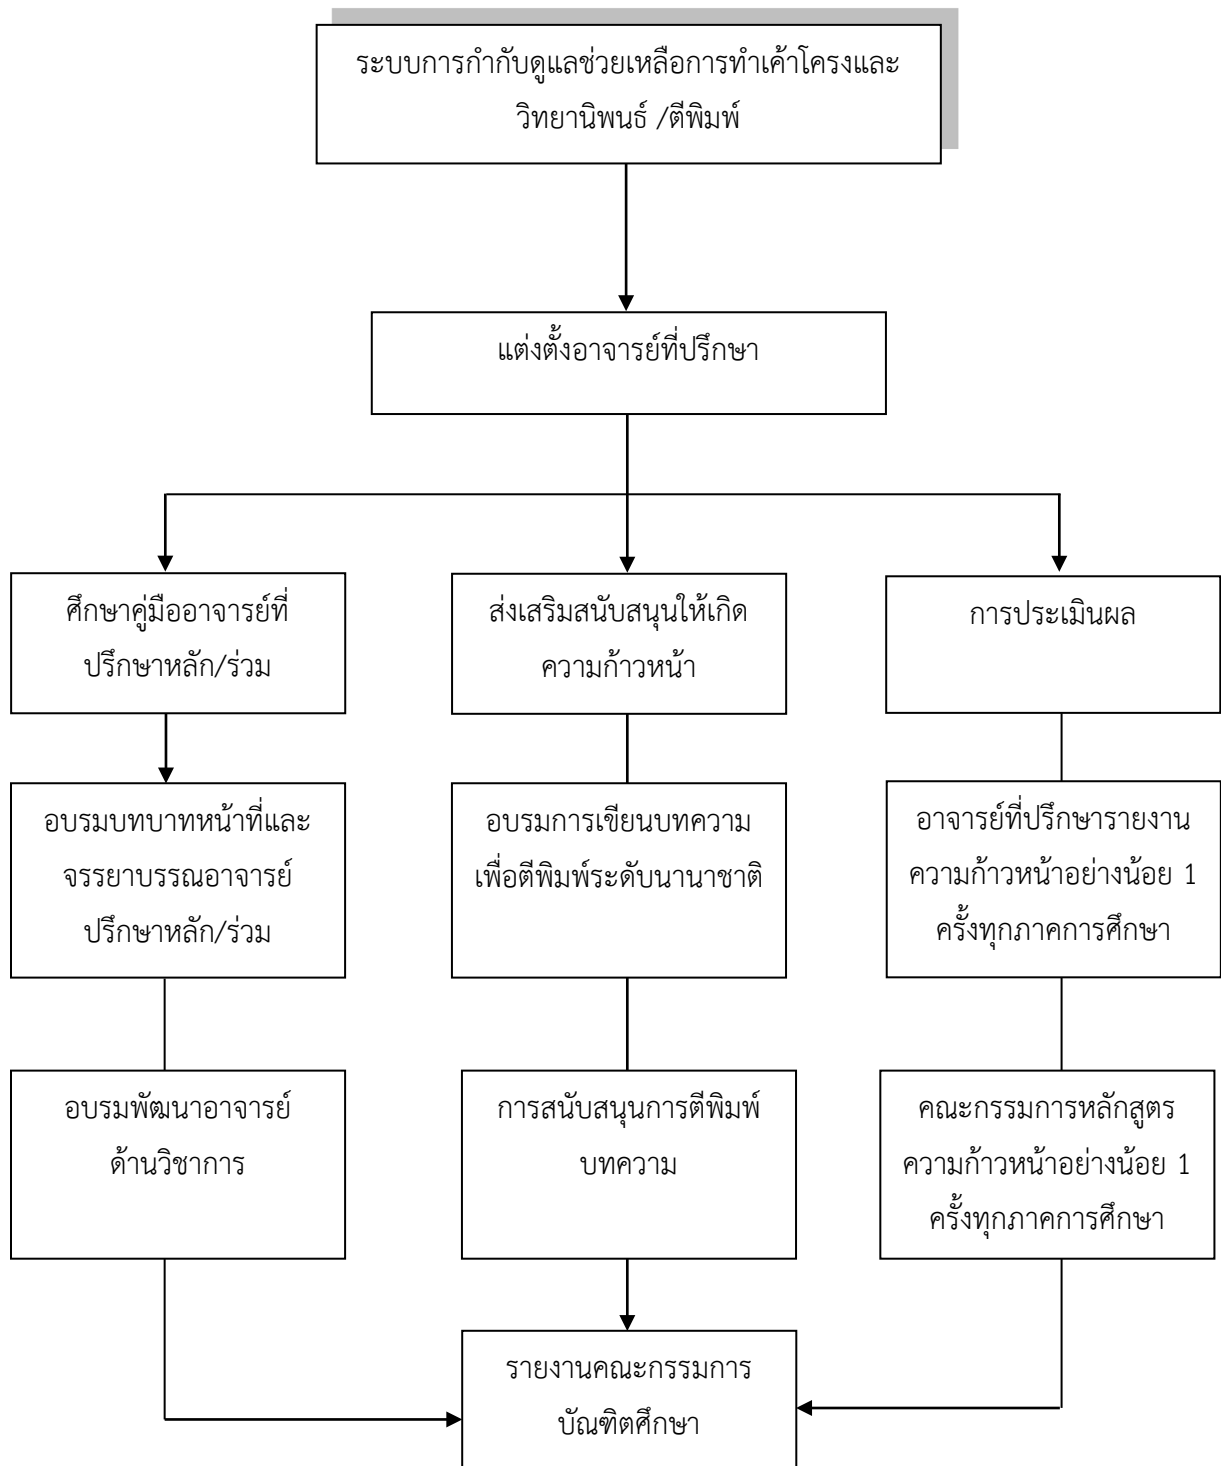 ระบบการกำกับดูแลช่วยเหลือการทำเค้าโครงและ
วิทยานิพนธ์ /ตีพิมพ์
แต่งตั้งอาจารย์ที่ปรึกษา
ศึกษาคู่มืออาจารย์ที่
ปรึกษาหลัก/ร่วม
ส่งเสริมสนับสนุนให้เกิด
ความก้าวหน้า
การประเมินผล
อบรมบทบาทหน้าที่และ
จรรยาบรรณอาจารย์
ปรึกษาหลัก/ร่วม
อบรมการเขียนบทความ
เพื่อตีพิมพ์ระดับนานาชาติ
อาจารย์ที่ปรึกษารายงาน
ความก้าวหน้าอย่างน้อย 1
ครั้งทุกภาคการศึกษา
อบรมพัฒนาอาจารย์
ด้านวิชาการ
การสนับสนุนการตีพิมพ์
บทความ
คณะกรรมการหลักสูตร
ความก้าวหน้าอย่างน้อย 1
ครั้งทุกภาคการศึกษา
รายงานคณะกรรมการ
บัณฑิตศึกษา